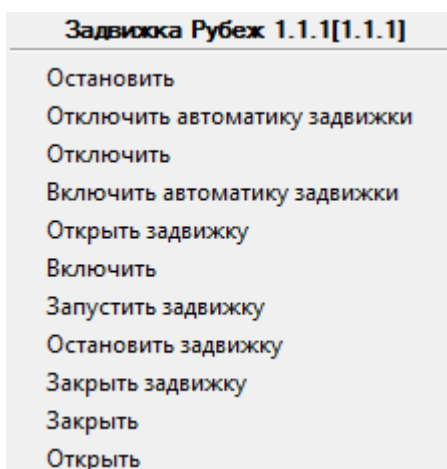 Задвижка Рубеж 1.1.1[1.1.1]
Остановить
Отключить автоматику задвижки
Отключить
Включить автоматику задвижки
Открыть задвижку
Включить
Запустить задвижку
Остановить задвижку
Закрыть задвижку
Закрыть
Открыть